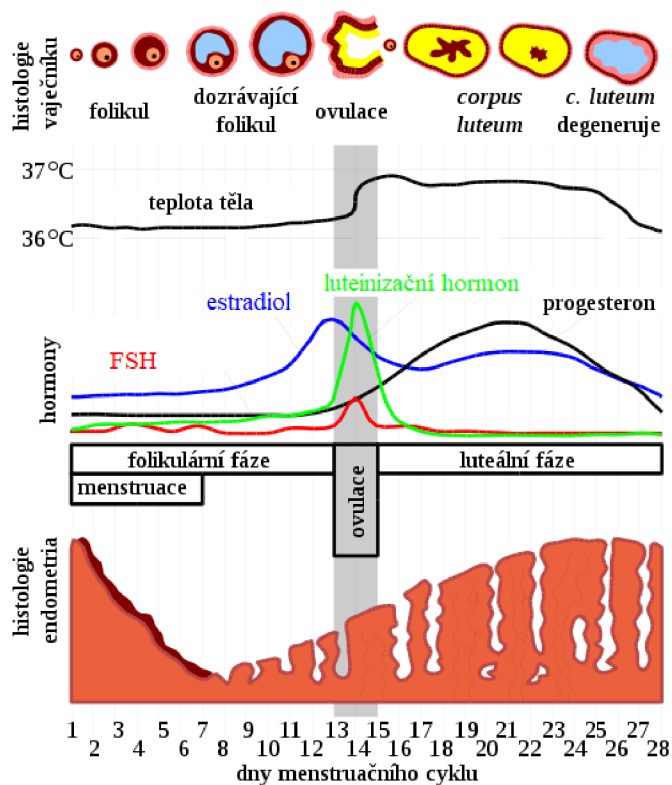 histologie
vaječníku
folikul
dozrávající
folikul
ovulace
corpus
luteum
c. luteum
degeneruje
37°C
teplota těla
36°C
hormony
luteinizační hormon
estradiol
progesteron
FSH
folikulární fáze
ovulace
luteální fáze
menstruace
histologie
endometria
1 3 5 7 9 11 13 15 17 19 21 23 25 27
2 4 6 8 10 12 14 16 18 20 22 24 26 28
dny menstruačního cyklu